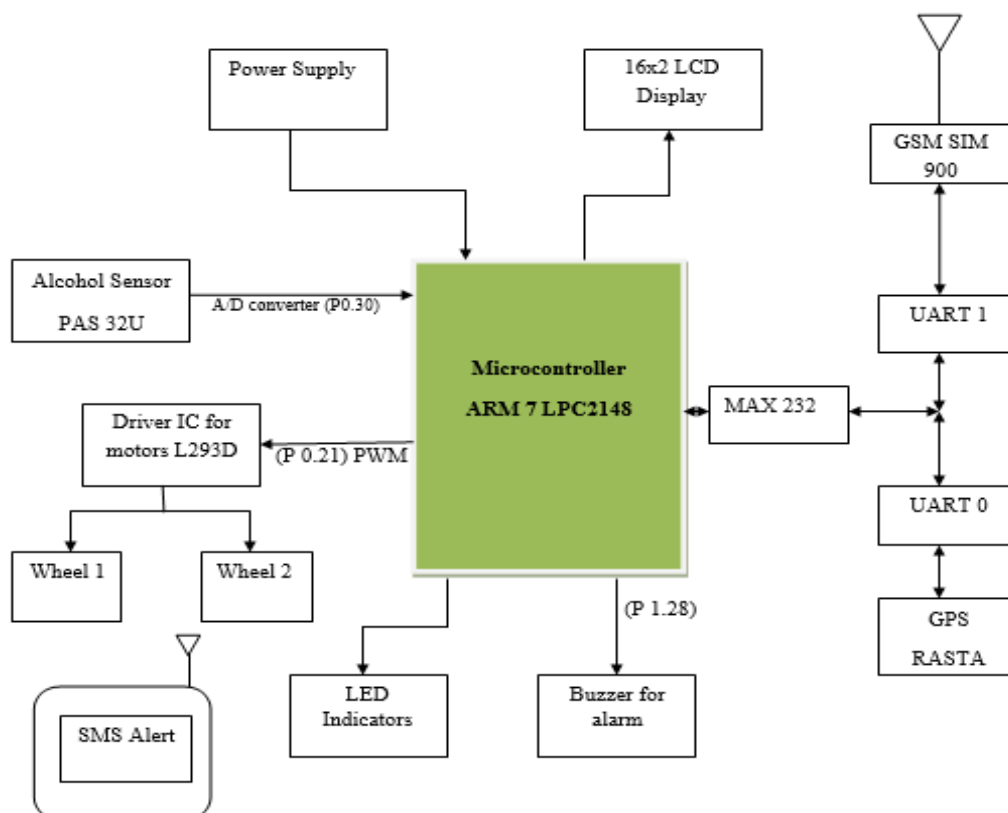 Power Supply
16x2 LCD
Display
GSM SIM
900
Alcohol Sensor
PAS 32U
A/D converter (P0.30)
UART 1
Microcontroller
ARM 7 LPC2148
MAX 232
Driver IC for
motors L293D
(P 0.21) PWM
UART 0
Wheel 1
Wheel 2
(P 1.28)
GPS
RASTA
LED
Indicators
Buzzer for
alarm
SMS Alert